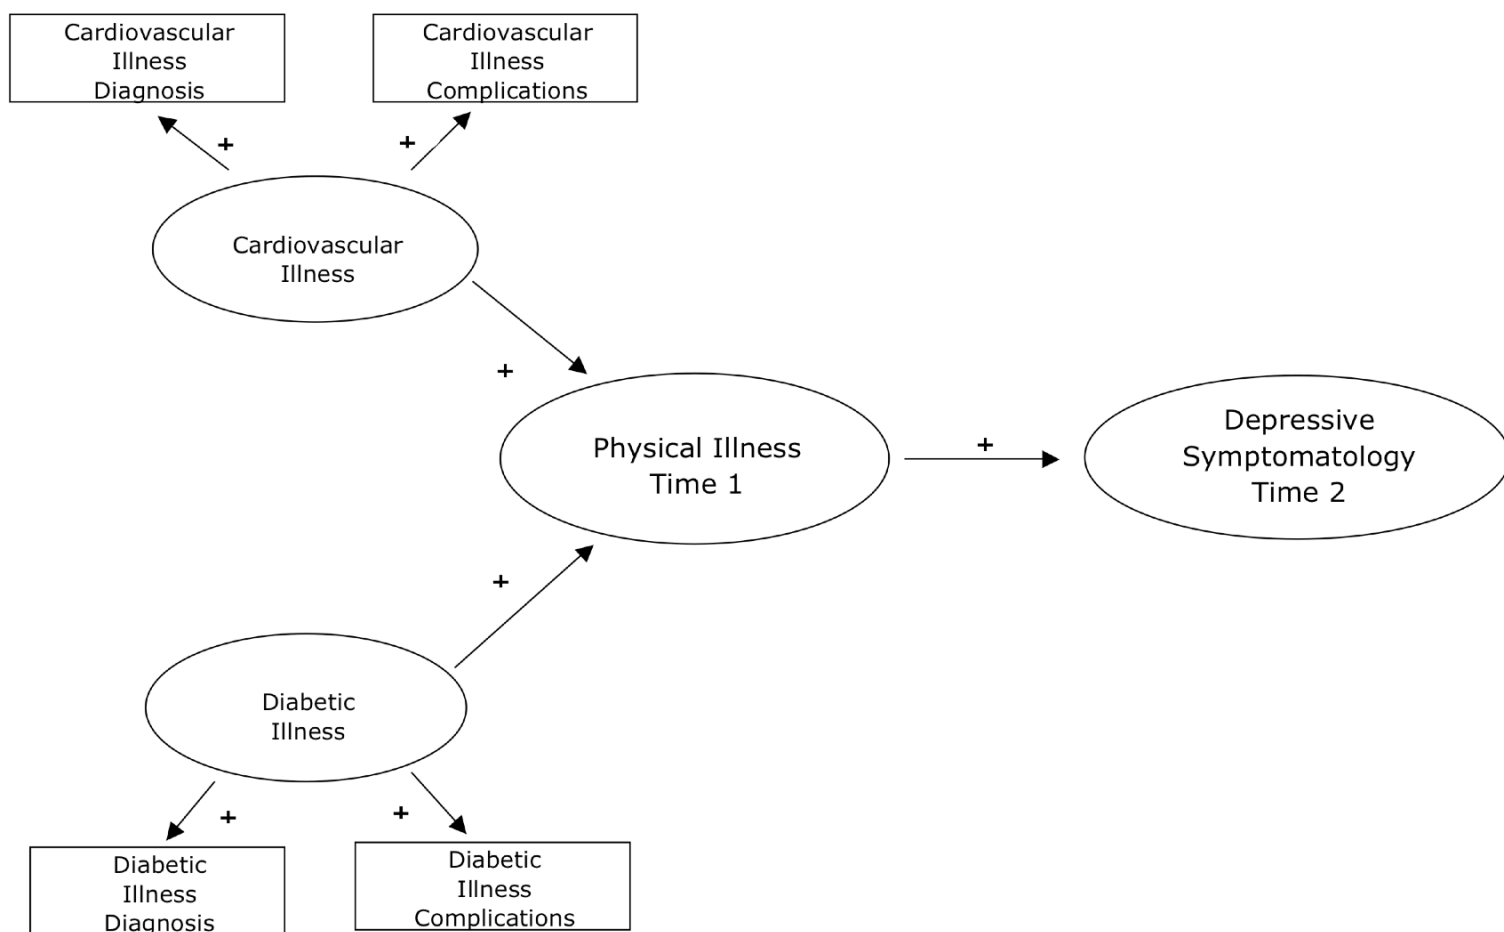 Cardiovascular
Illness
Diagnosis
Cardiovascular
Illness
Complications
+
+
Cardiovascular
Illness
+
Physical Illness
Time 1
+
Depressive
Symptomatology
Time 2
+
Diabetic
Illness
+
+
Diabetic
Illness
Diagnosis
Diabetic
Illness
Complications